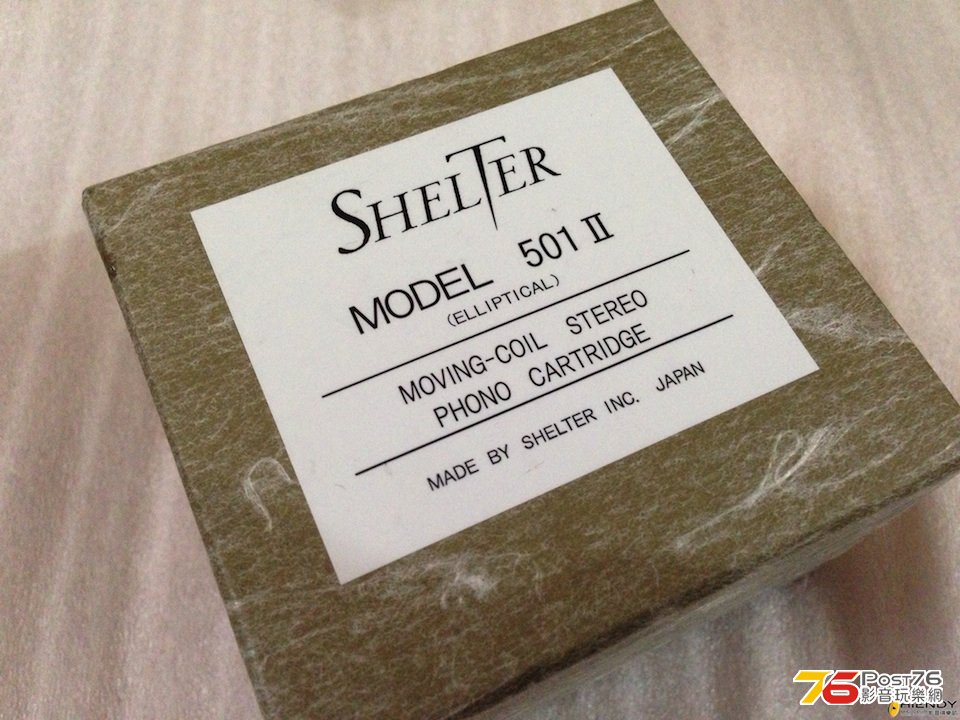 SHELTER
MODEL 501 II
(ELLIPTICAL)
MOVING-COIL STEREO
PHONO CARTRIDGE
MADE BY SHELTER INC. JAPAN
76 Post76
影音玩樂網